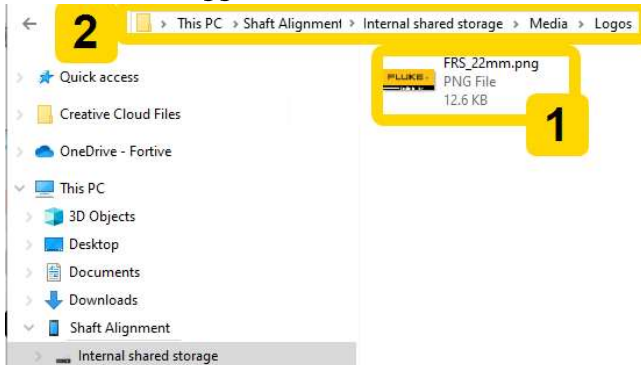 2
> This PC > Shaft Alignment > Internal shared storage > Media > Logos
Quick access
Creative Cloud Files
OneDrive - Fortive
This PC
3D Objects
Desktop
Documents
Downloads
Shaft Alignment
Internal shared storage
FLUKE
FRS_22mm.png
PNG File
12.6 KB
1